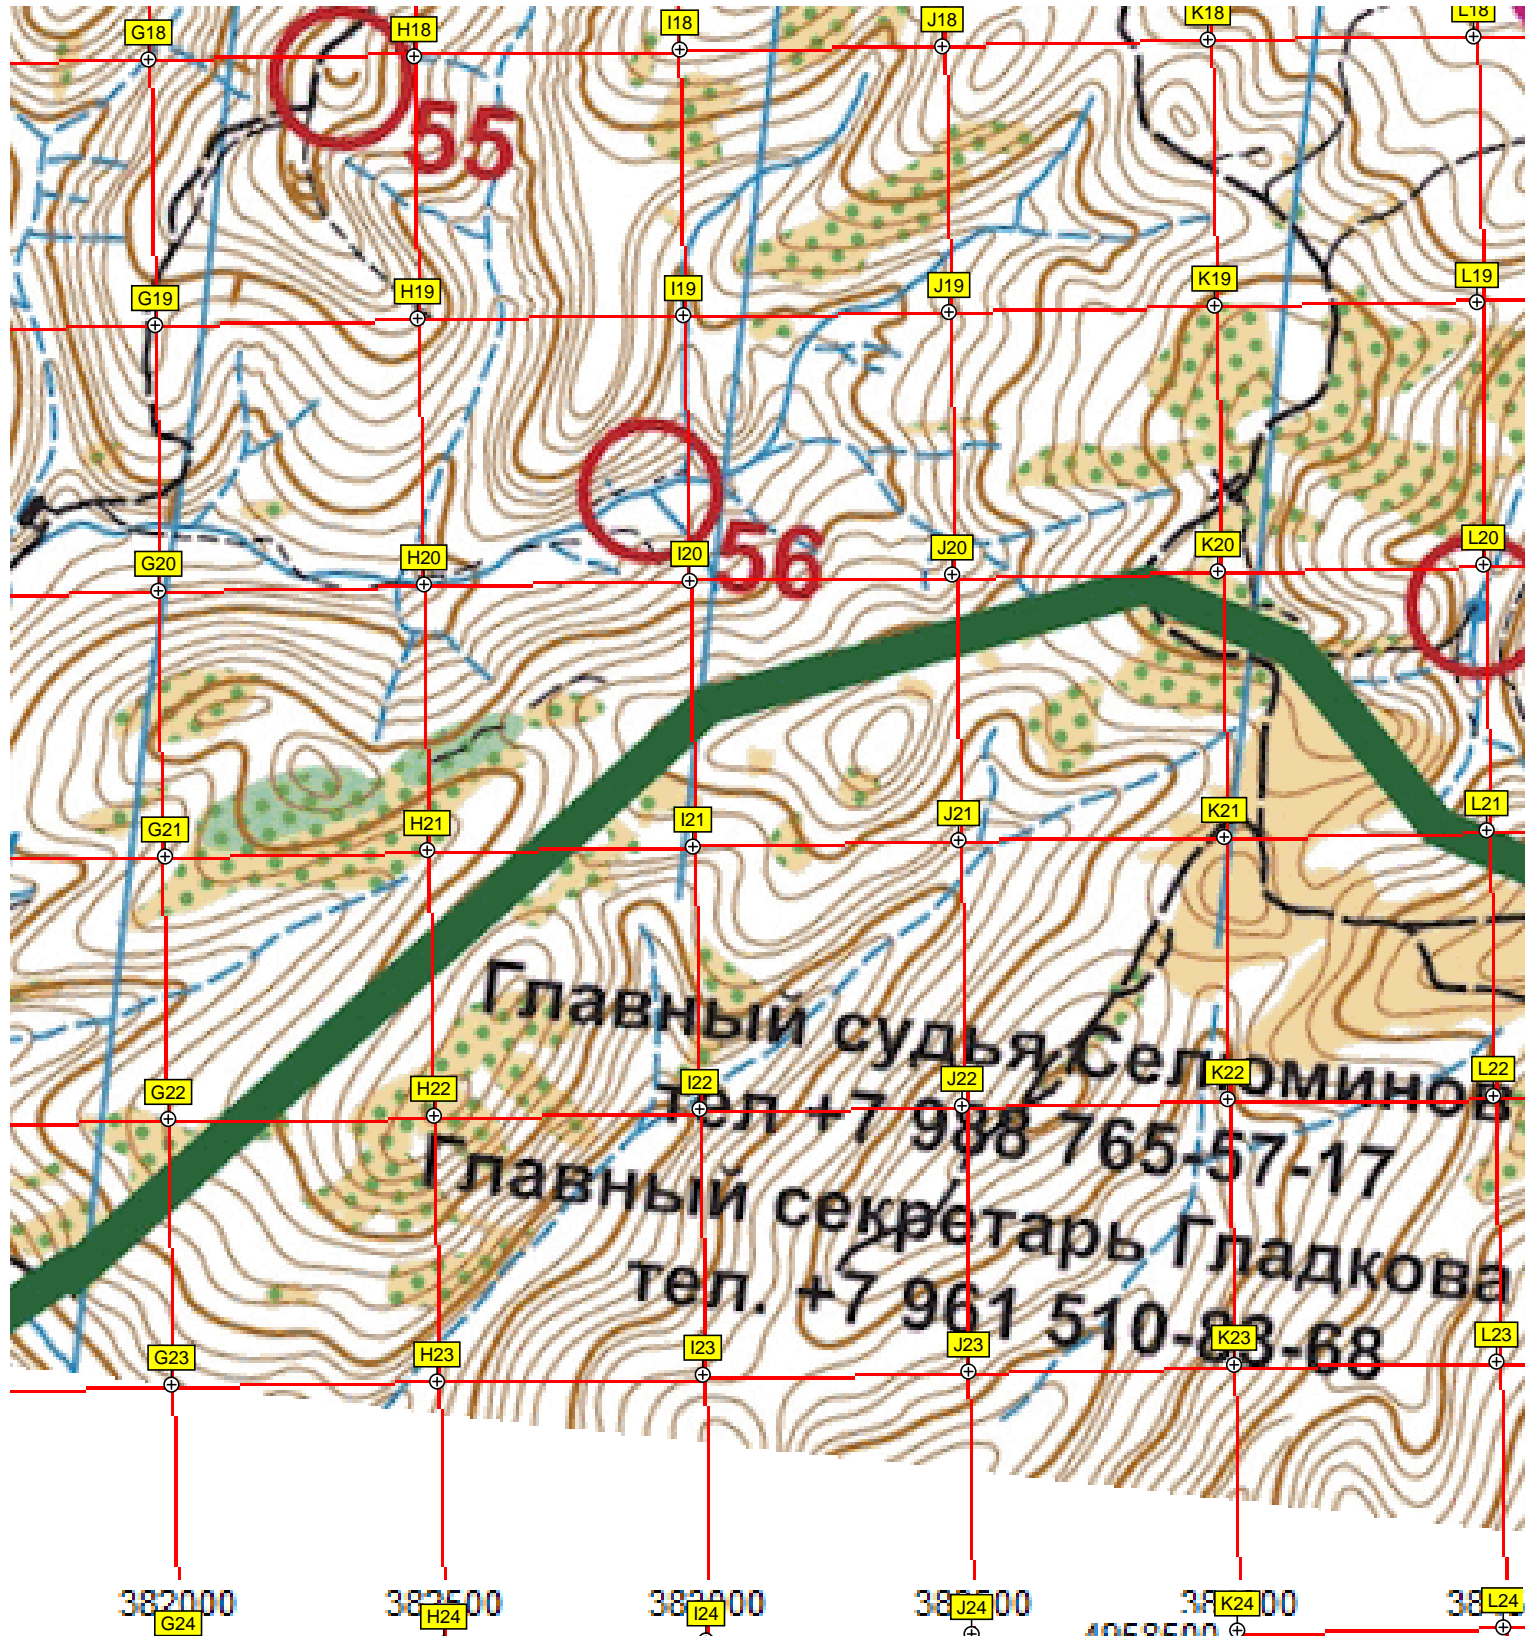 G18 H18 I18 J18 K18 L18
55
G19 H19 I19 J19 K19 L19
56
G20 H20 I20 J20 K20 L20
G21 H21 I21 J21 K21 L21
Главный судья
тел +7 988 765-57-17
G22 H22 I22 J22 K22 L22
Главный секретарь Гладкова
тел. +7 961 510-83-68
G23 H23 I23 J23 K23 L23
382000 382500
G24 H24 I24 J24 K24 L24
4958500